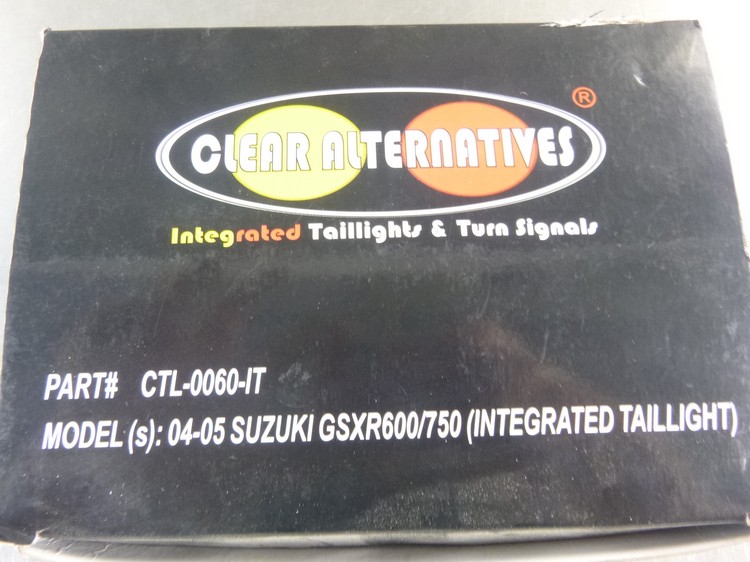 CLEAR ALTERNATIVES ®
Integrated Taillights & Turn Signals
PART# CTL-0060-IT
MODEL (s): 04-05 SUZUKI GSXR600/750 (INTEGRATED TAILLIGHT)